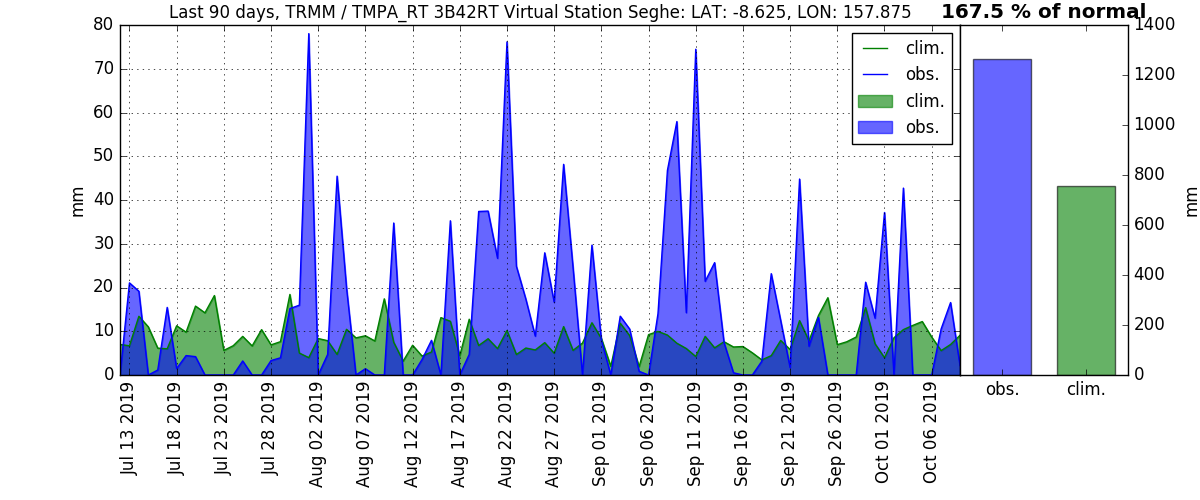 Last 90 days, TRMM / TMPA_RT 3B42RT Virtual Station Seghe: LAT: -8.625, LON: 157.875
167.5 % of normal
clim.
obs.
clim.
obs.
mm
80
70
60
50
40
30
20
10
0
Jul 13 2019
Jul 18 2019
Jul 23 2019
Jul 28 2019
Aug 02 2019
Aug 07 2019
Aug 12 2019
Aug 17 2019
Aug 22 2019
Aug 27 2019
Sep 01 2019
Sep 06 2019
Sep 11 2019
Sep 16 2019
Sep 21 2019
Sep 26 2019
Oct 01 2019
Oct 06 2019
1400
1200
1000
800
600
400
200
0
mm
obs.
clim.